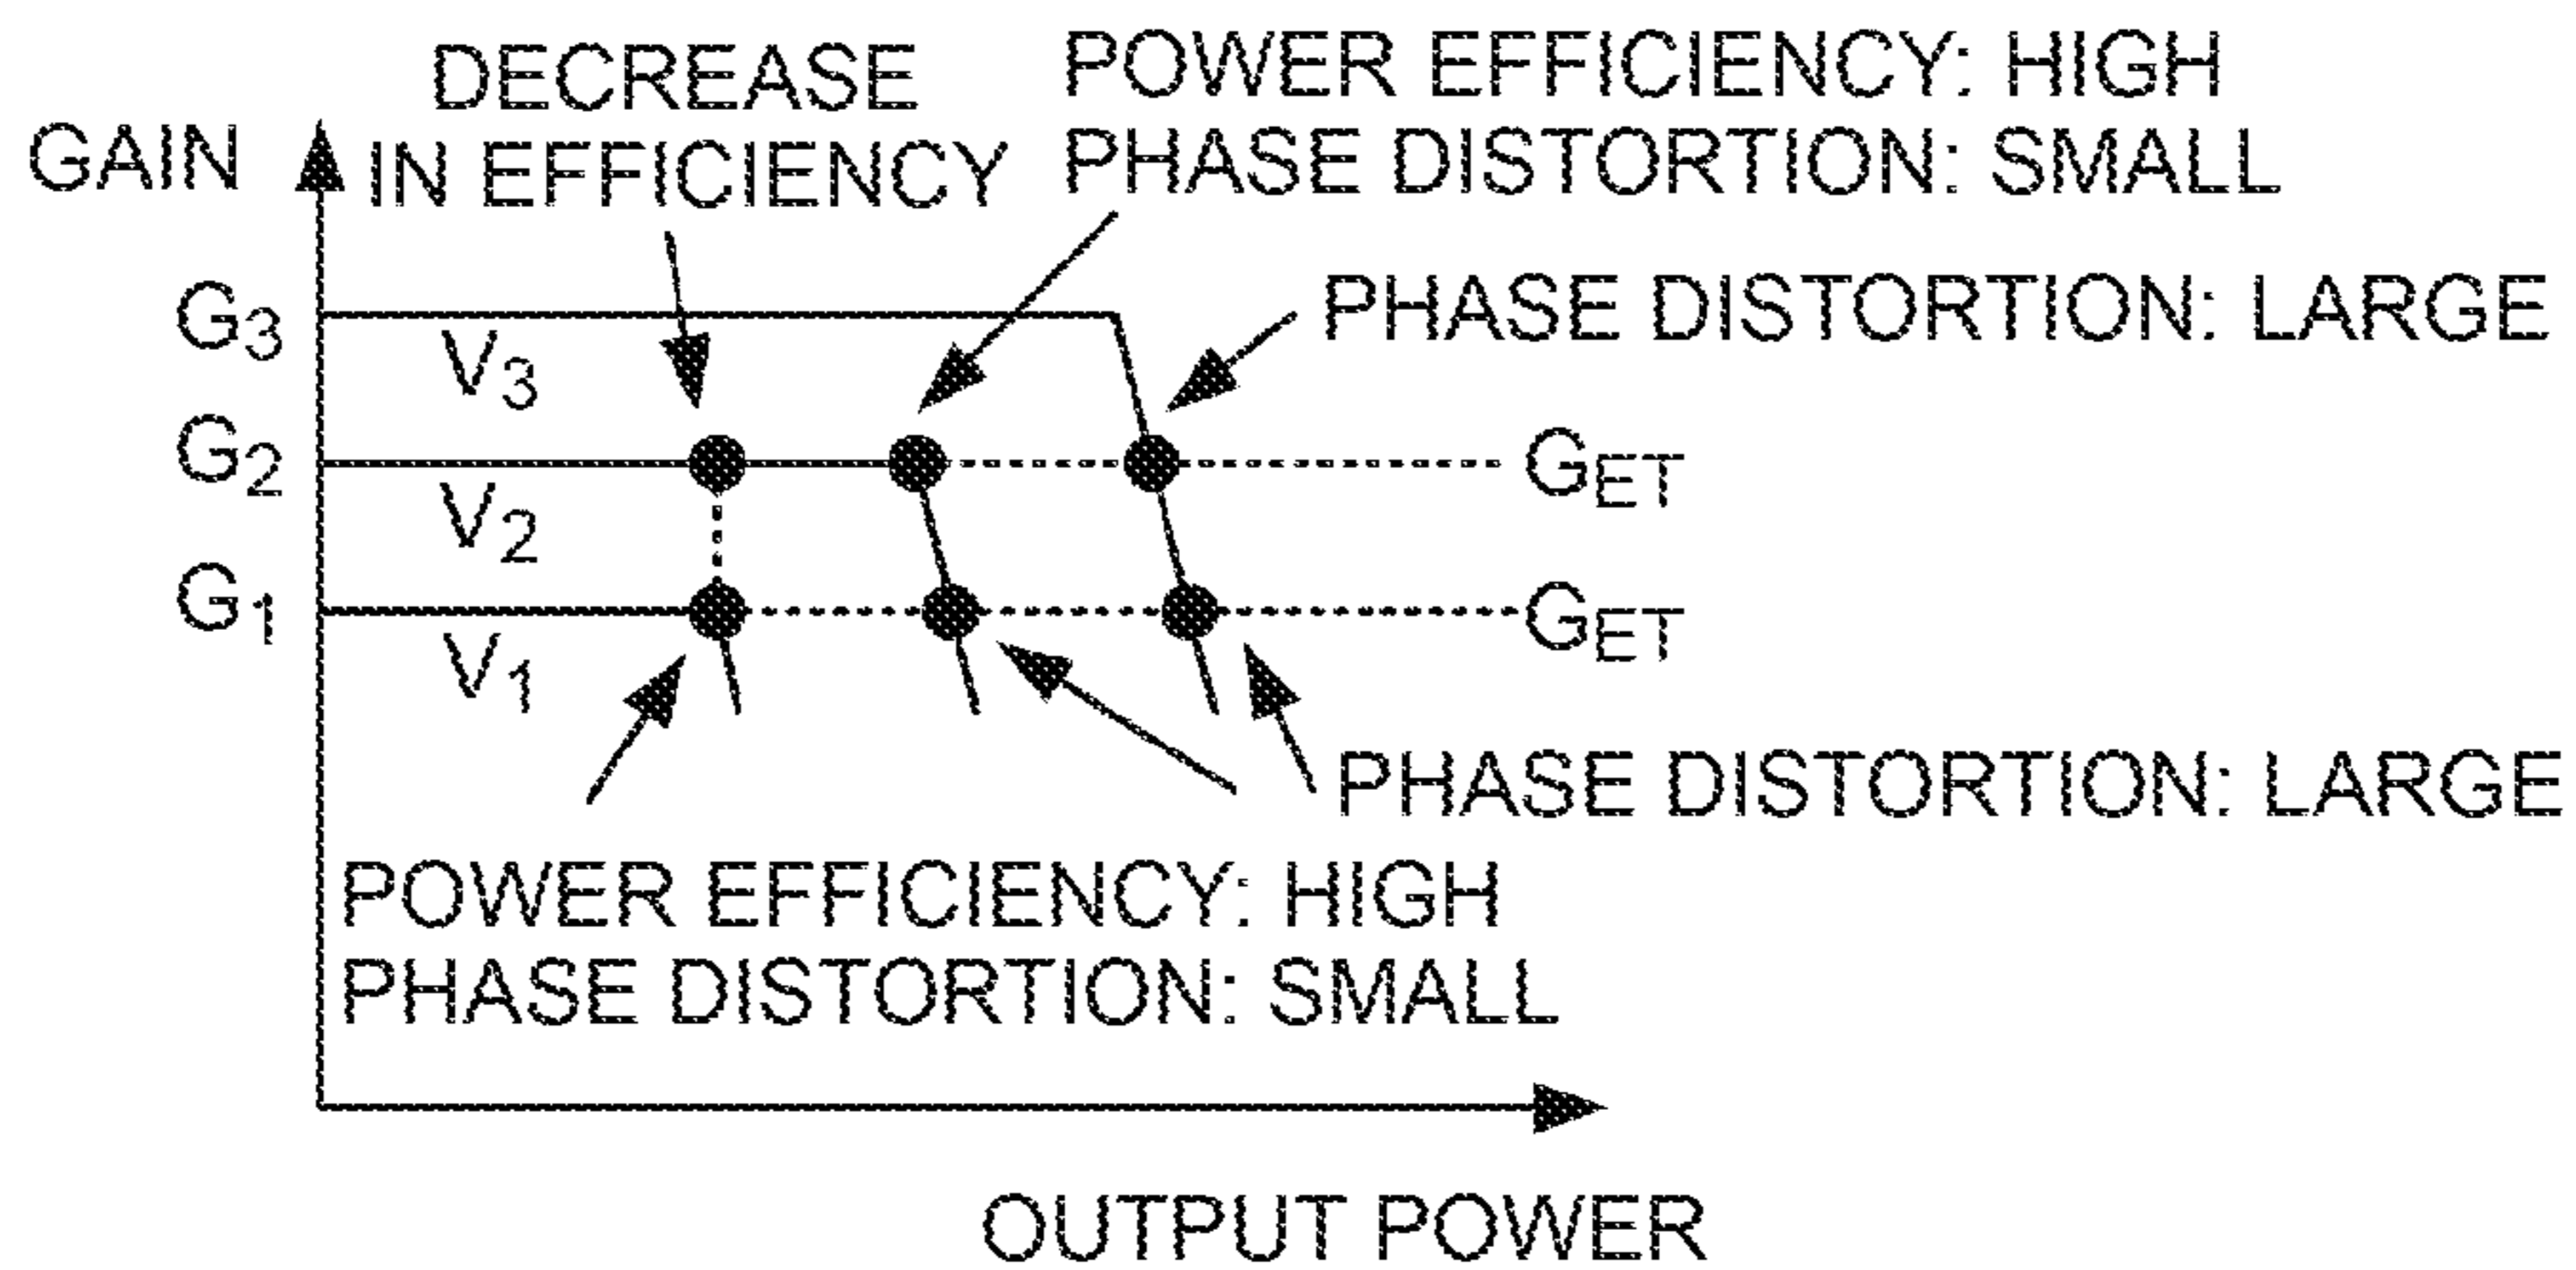 DECREASE
IN EFFICIENCY
POWER EFFICIENCY: HIGH
PHASE DISTORTION: SMALL
GAIN
PHASE DISTORTION: LARGE
G3
V3
G2
GET
V2
G1
GET
V1
PHASE DISTORTION: LARGE
POWER EFFICIENCY: HIGH
PHASE DISTORTION: SMALL
OUTPUT POWER